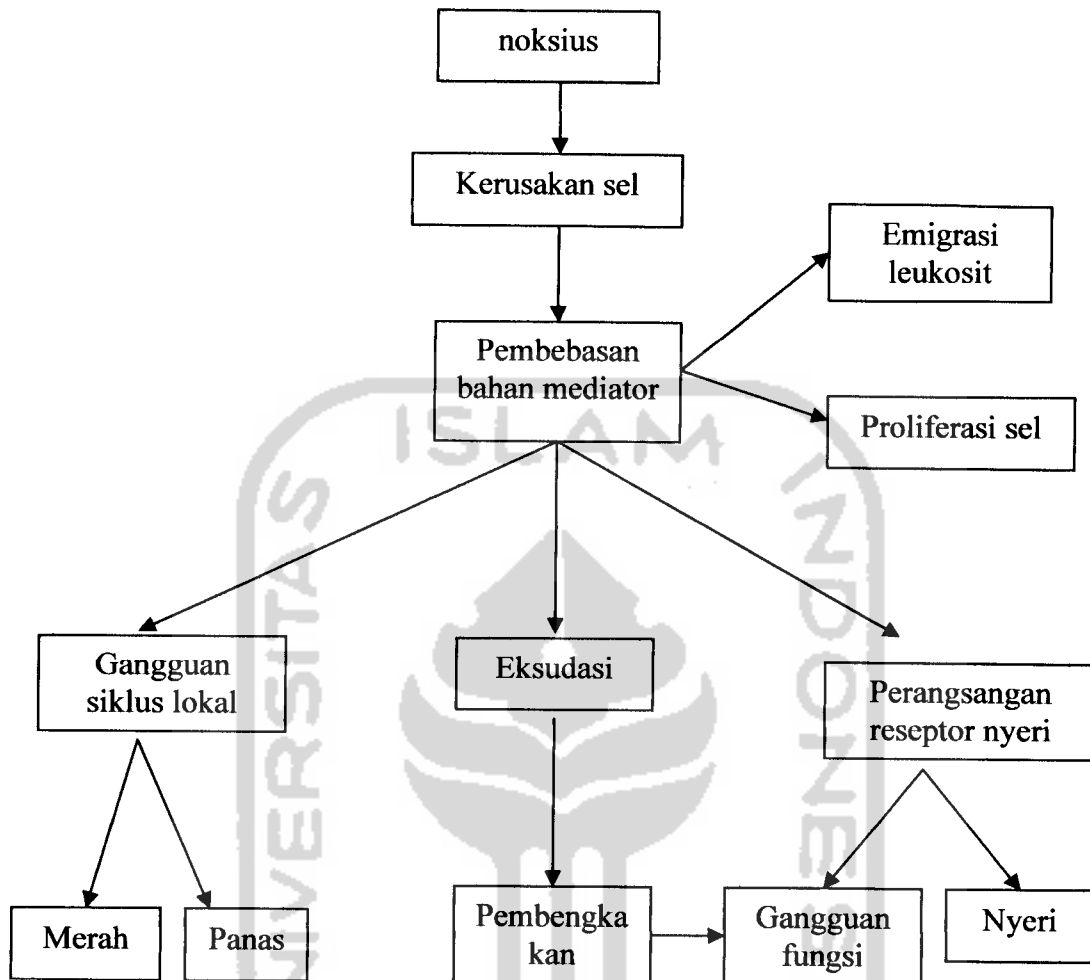 noksius
Kerusakan sel
Emigrasi
leukosit
Pembebasan
bahan mediator
Proliferasi sel
Gangguan
siklus lokal
Eksudasi
Perangsangan
reseptor nyeri
Merah
Panas
Pembengka
kan
Gangguan
fungsi
Nyeri
ISLAM